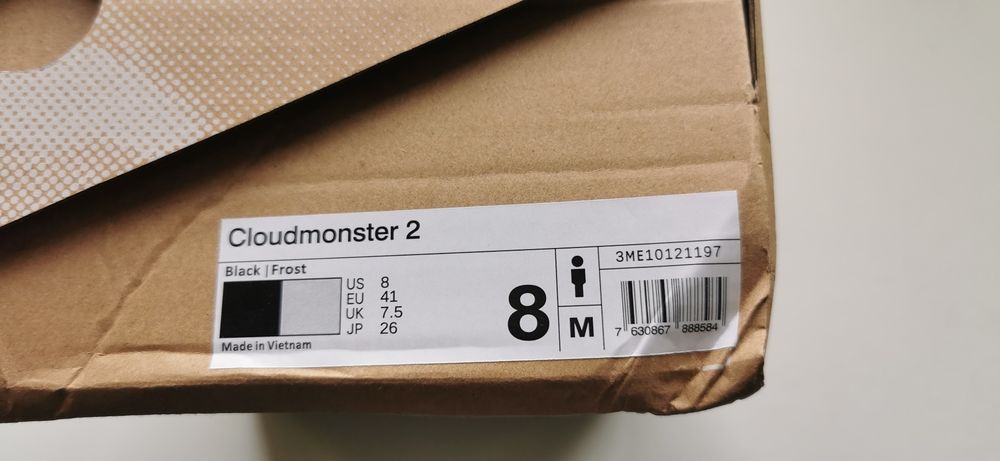 Cloudmonster 2
3ME10121197
Black | Frost
US 8
EU 41
UK 7.5
JP 26
8
M
7 630867 888584
Made in Vietnam